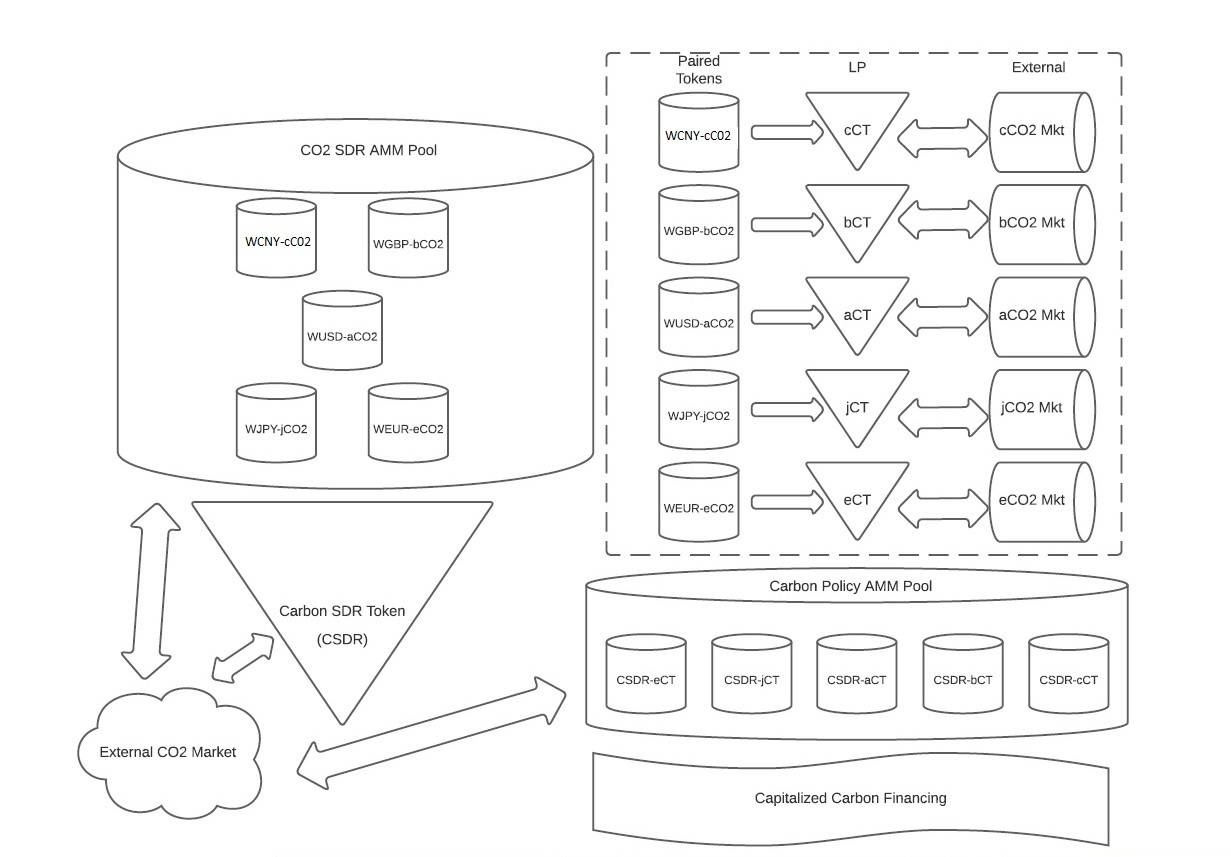 CO2 SDR AMM Pool
WCNY-cC02
WGBP-bCO2
WUSD-aCO2
WJPY-jCO2
WEUR-eCO2
Paired
Tokens
LP
External
WCNY-cC02
cCT
cCO2 Mkt
WGBP-bCO2
bCT
bCO2 Mkt
WUSD-aCO2
aCT
aCO2 Mkt
WJPY-jCO2
jCT
jCO2 Mkt
WEUR-eCO2
eCT
eCO2 Mkt
Carbon SDR Token
(CSDR)
External CO2 Market
Carbon Policy AMM Pool
CSDR-eCT
CSDR-jCT
CSDR-aCT
CSDR-bCT
CSDR-cCT
Capitalized Carbon Financing